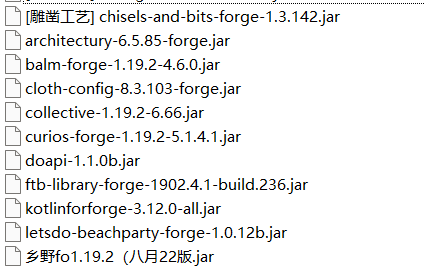 [雕凿工艺] chisels-and-bits-forge-1.3.142.jar
architectury-6.5.85-forge.jar
balm-forge-1.19.2-4.6.0.jar
cloth-config-8.3.103-forge.jar
collective-1.19.2-6.66.jar
curios-forge-1.19.2-5.1.4.1.jar
doapi-1.1.0b.jar
ftb-library-forge-1902.4.1-build.236.jar
kotlinforforge-3.12.0-all.jar
letsdo-beachparty-forge-1.0.12b.jar
乡野fo1.19.2（八月22版.jar